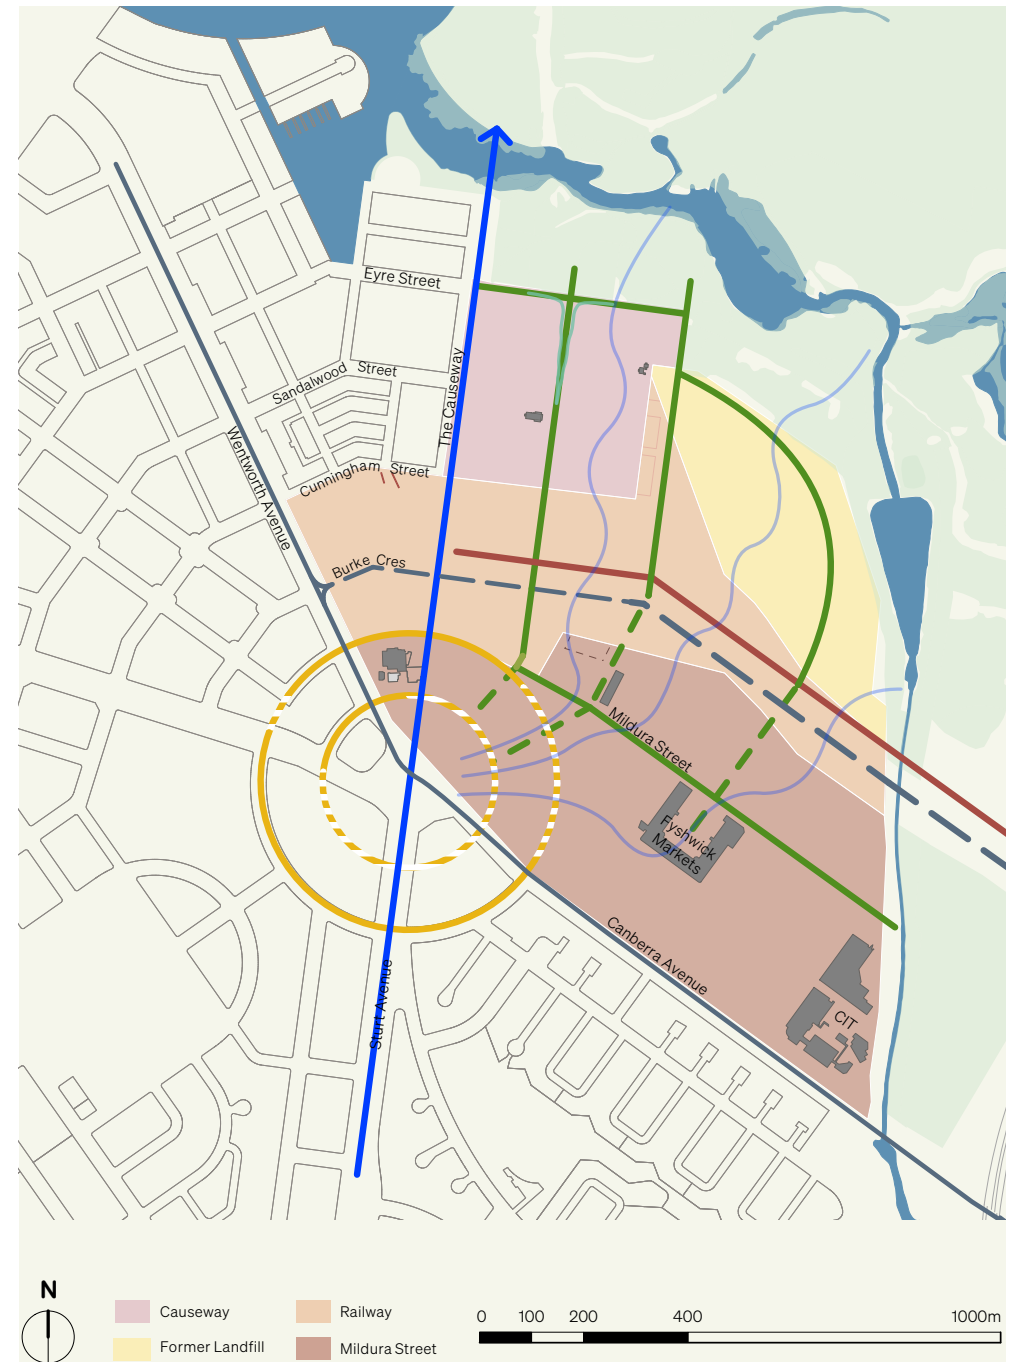 Eyre Street
Sandalwood Street
The Causeway
Wentworth Avenue
Cunningham Street
Burke Cres
Mildura Street
Fyshwick
Markets
Canberra Avenue
Sturt Avenue
CIT
N
Causeway
Railway
0 100 200 400 1000m
Former Landfill
Mildura Street